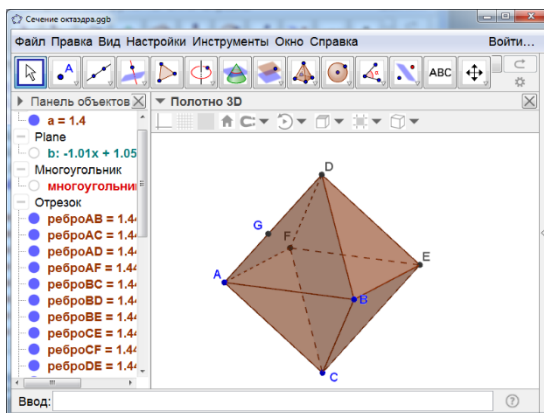 Сечение октаэдра.ggb
Файл Правка Вид Настройки Инструменты Окно Справка Войти...
A
ABC
Панель объектов
Полотно 3D
a = 1.4
Plane
b: -1.01x + 1.05
Многоугольник
многоугольни
Отрезок
реброAB = 1.4
реброAC = 1.4
реброAD = 1.4
реброAF = 1.4
реброBC = 1.4
реброBD = 1.4
реброBE = 1.4
реброCE = 1.4
реброCF = 1.4
реброDE = 1.4
D
G
F
E
A
B
C
Ввод: